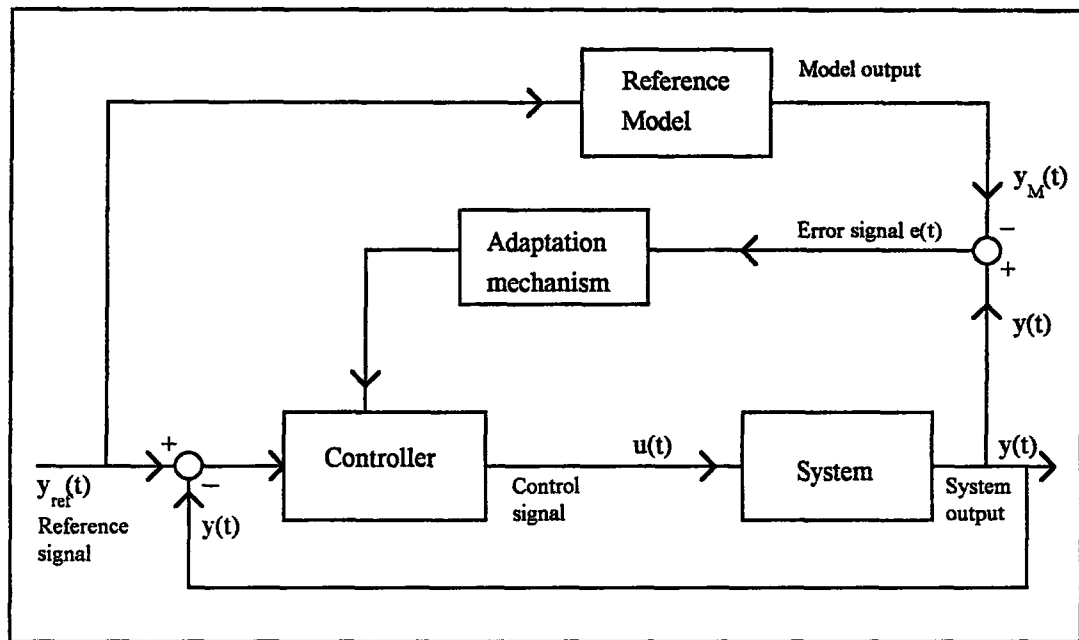 Reference
Model
Model output
y_M(t)
−
Adaptation
mechanism
Error signal e(t)
+
y(t)
+
Controller
u(t)
System
y(t)
−
y_ref(t)
Reference
signal
y(t)
Control
signal
System
output